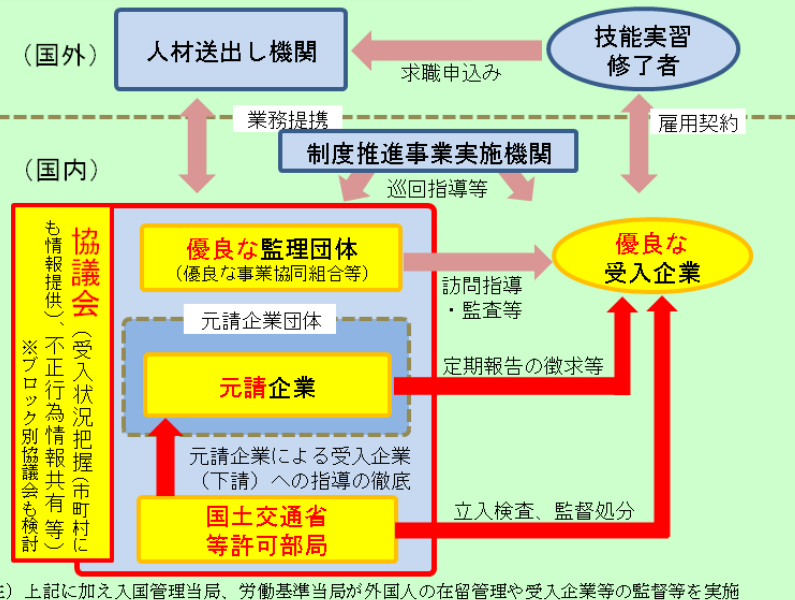 （国外）
人材送出し機関
求職申込み
技能実習
修了者
業務提携
雇用契約
（国内）
制度推進事業実施機関
巡回指導等
協議会（受入状況把握（市町村に
も情報提供）、不正行為情報共有等）
※ブロック別協議会も検討
優良な監理団体
（優良な事業協同組合等）
訪問指導
・監査等
優良な
受入企業
元請企業団体
元請企業
定期報告の徴求等
元請企業による受入企業
（下請）への指導の徹底
国土交通省
等許可部局
立入検査、監督処分
）上記に加え入国管理当局、労働基準当局が外国人の在留管理や受入企業等の監督等を実施